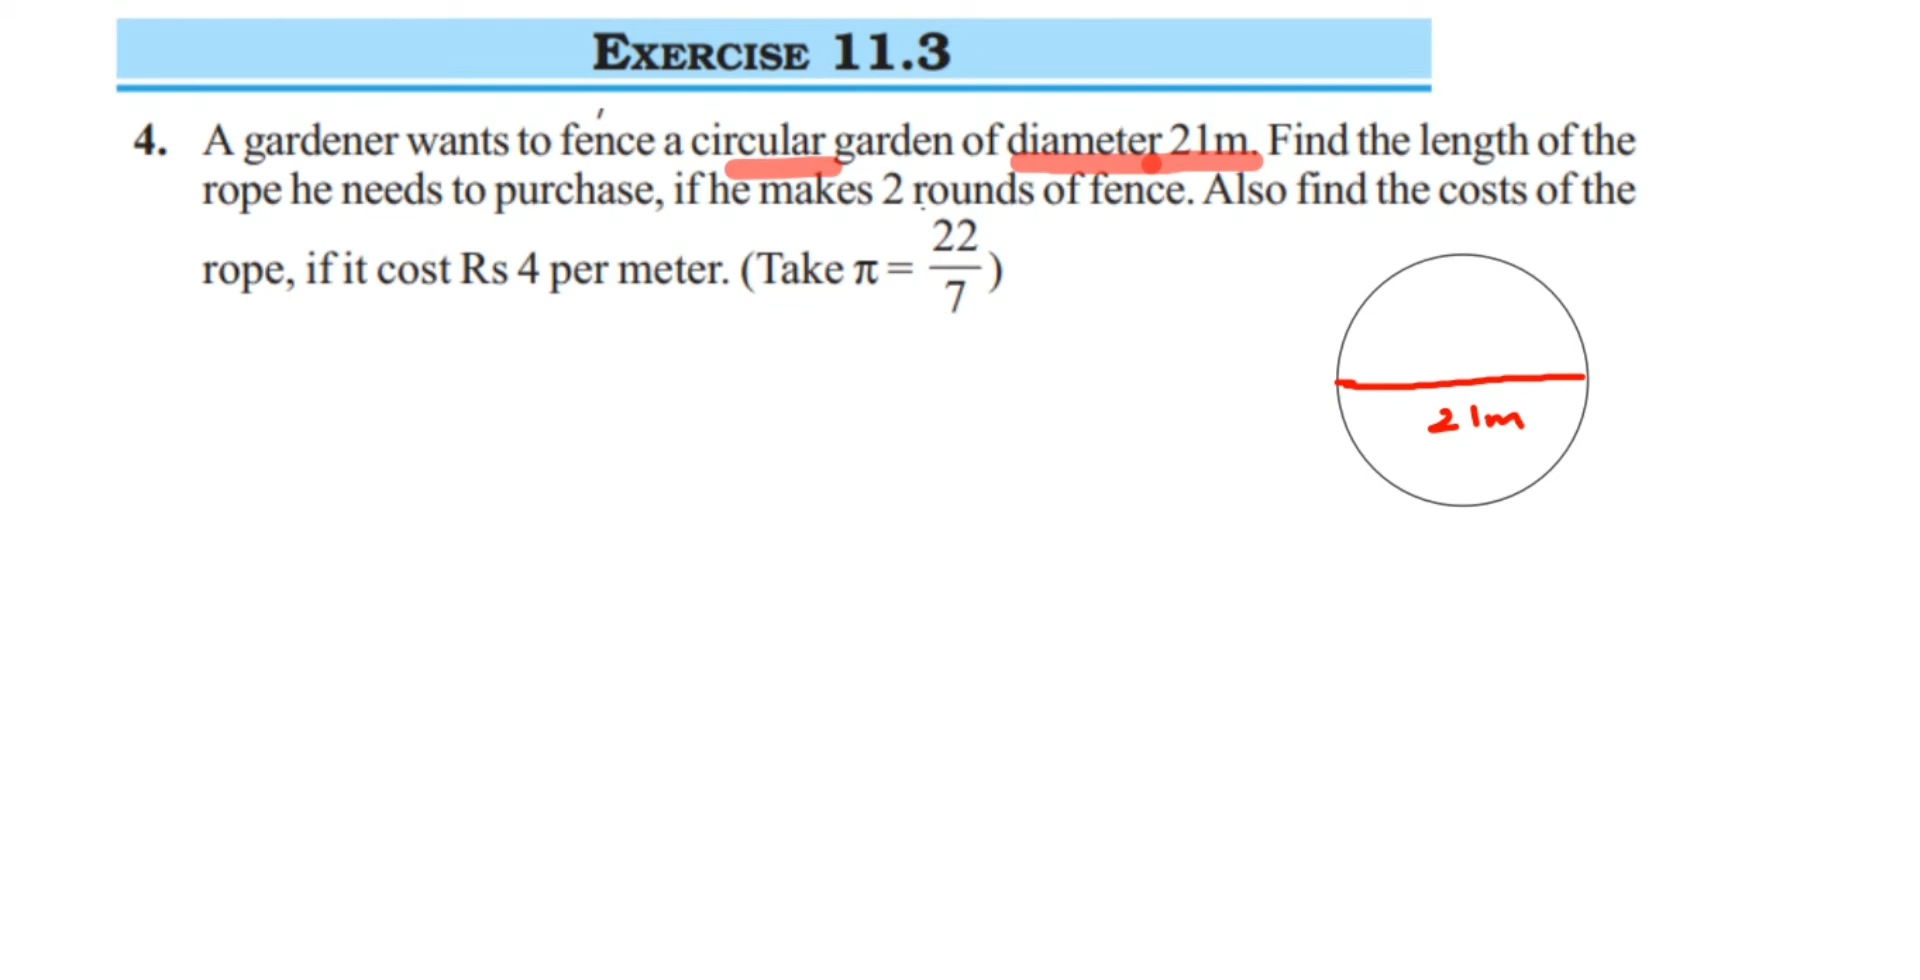 EXERCISE 11.3
4. A gardener wants to fence a circular garden of diameter 21m. Find the length of the
rope he needs to purchase, if he makes 2 rounds of fence. Also find the costs of the
rope, if it cost Rs 4 per meter. (Take π = 22/7)
21m